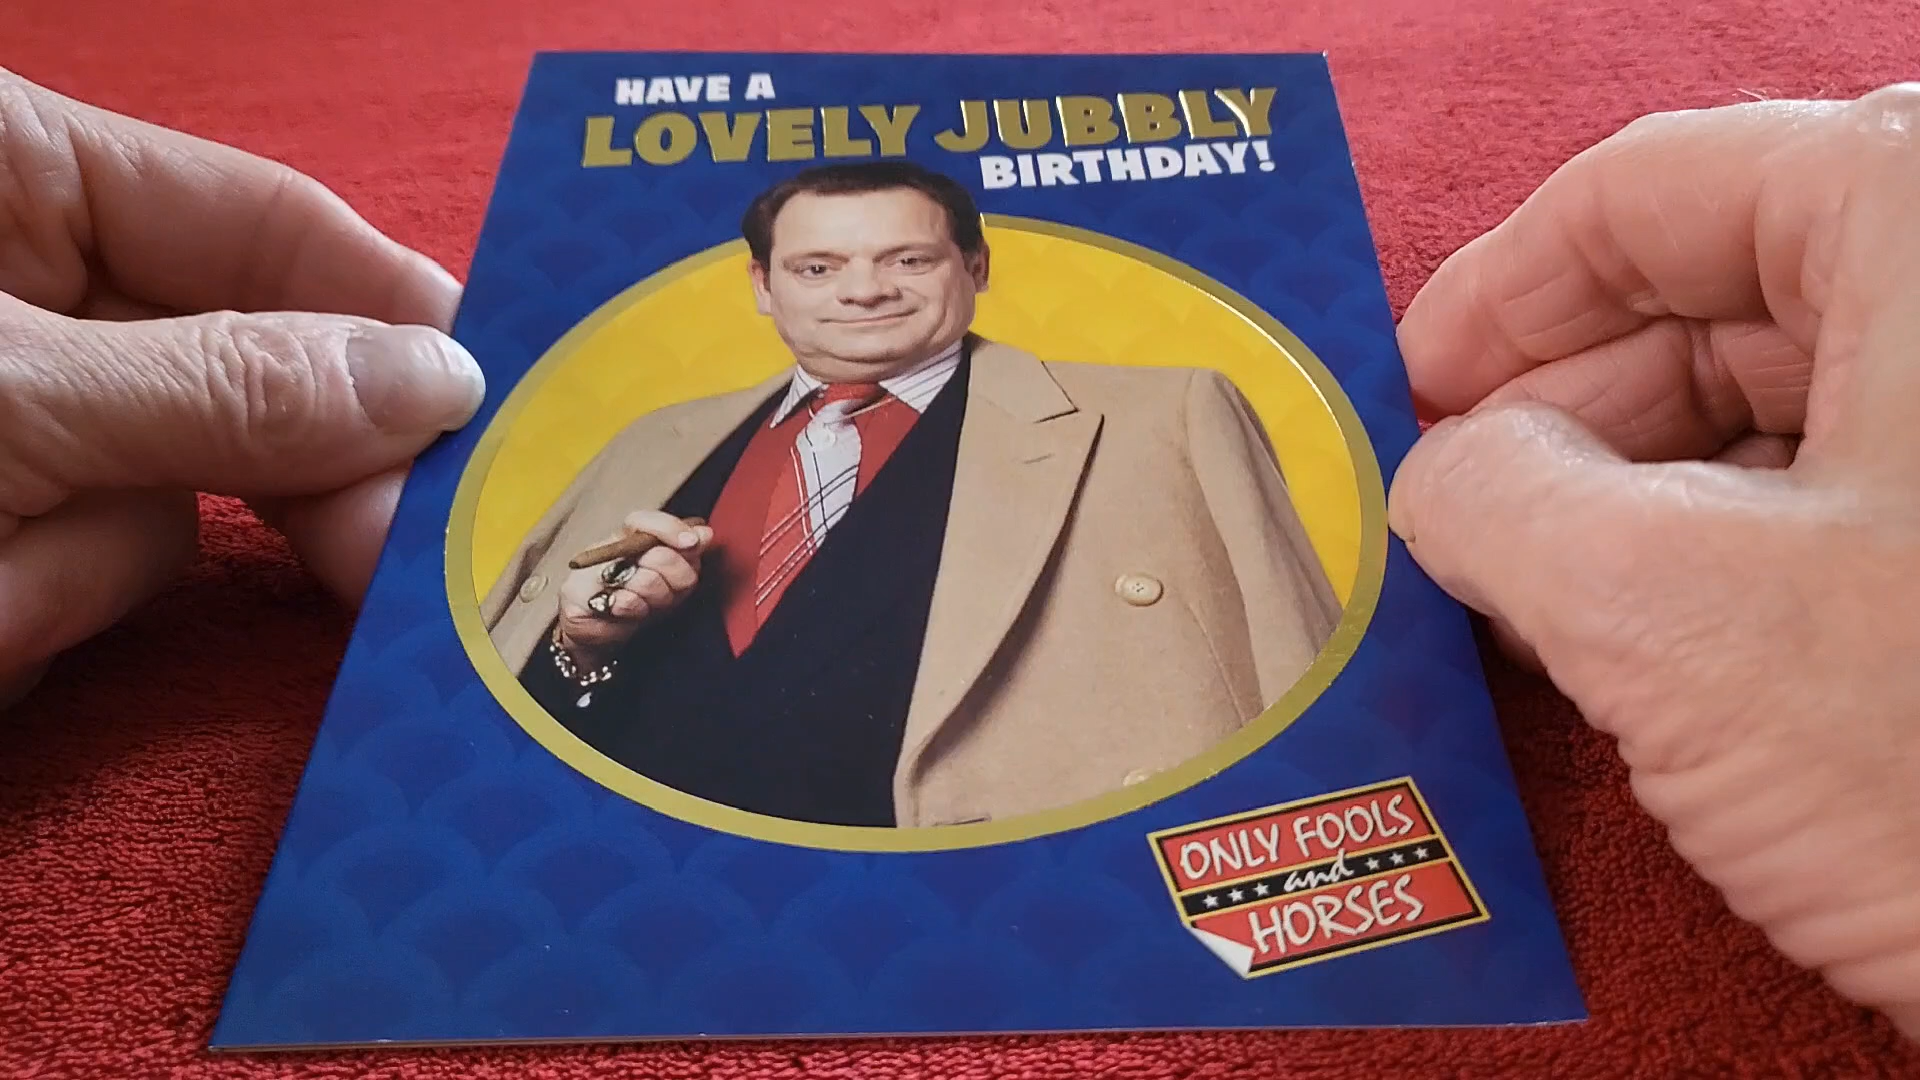 HAVE A
LOVELY JUBBLY
BIRTHDAY!
ONLY FOOLS
and
HORSES